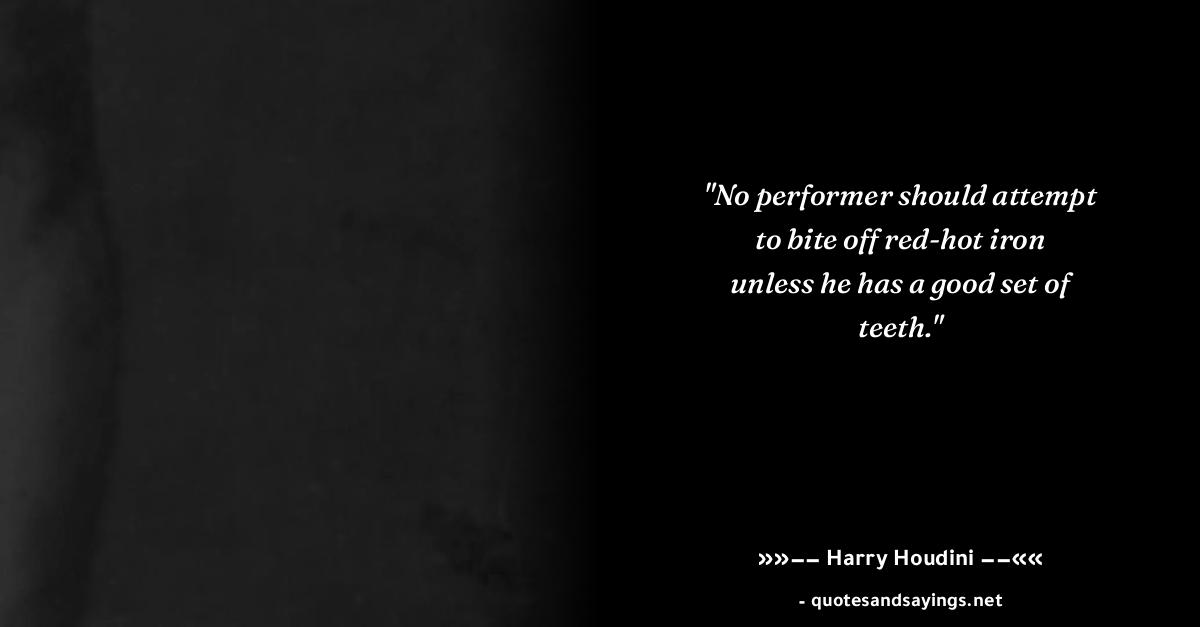 "No performer should attempt
to bite off red-hot iron
unless he has a good set of
teeth."
»»−− Harry Houdini −−««
- quotesandsayings.net